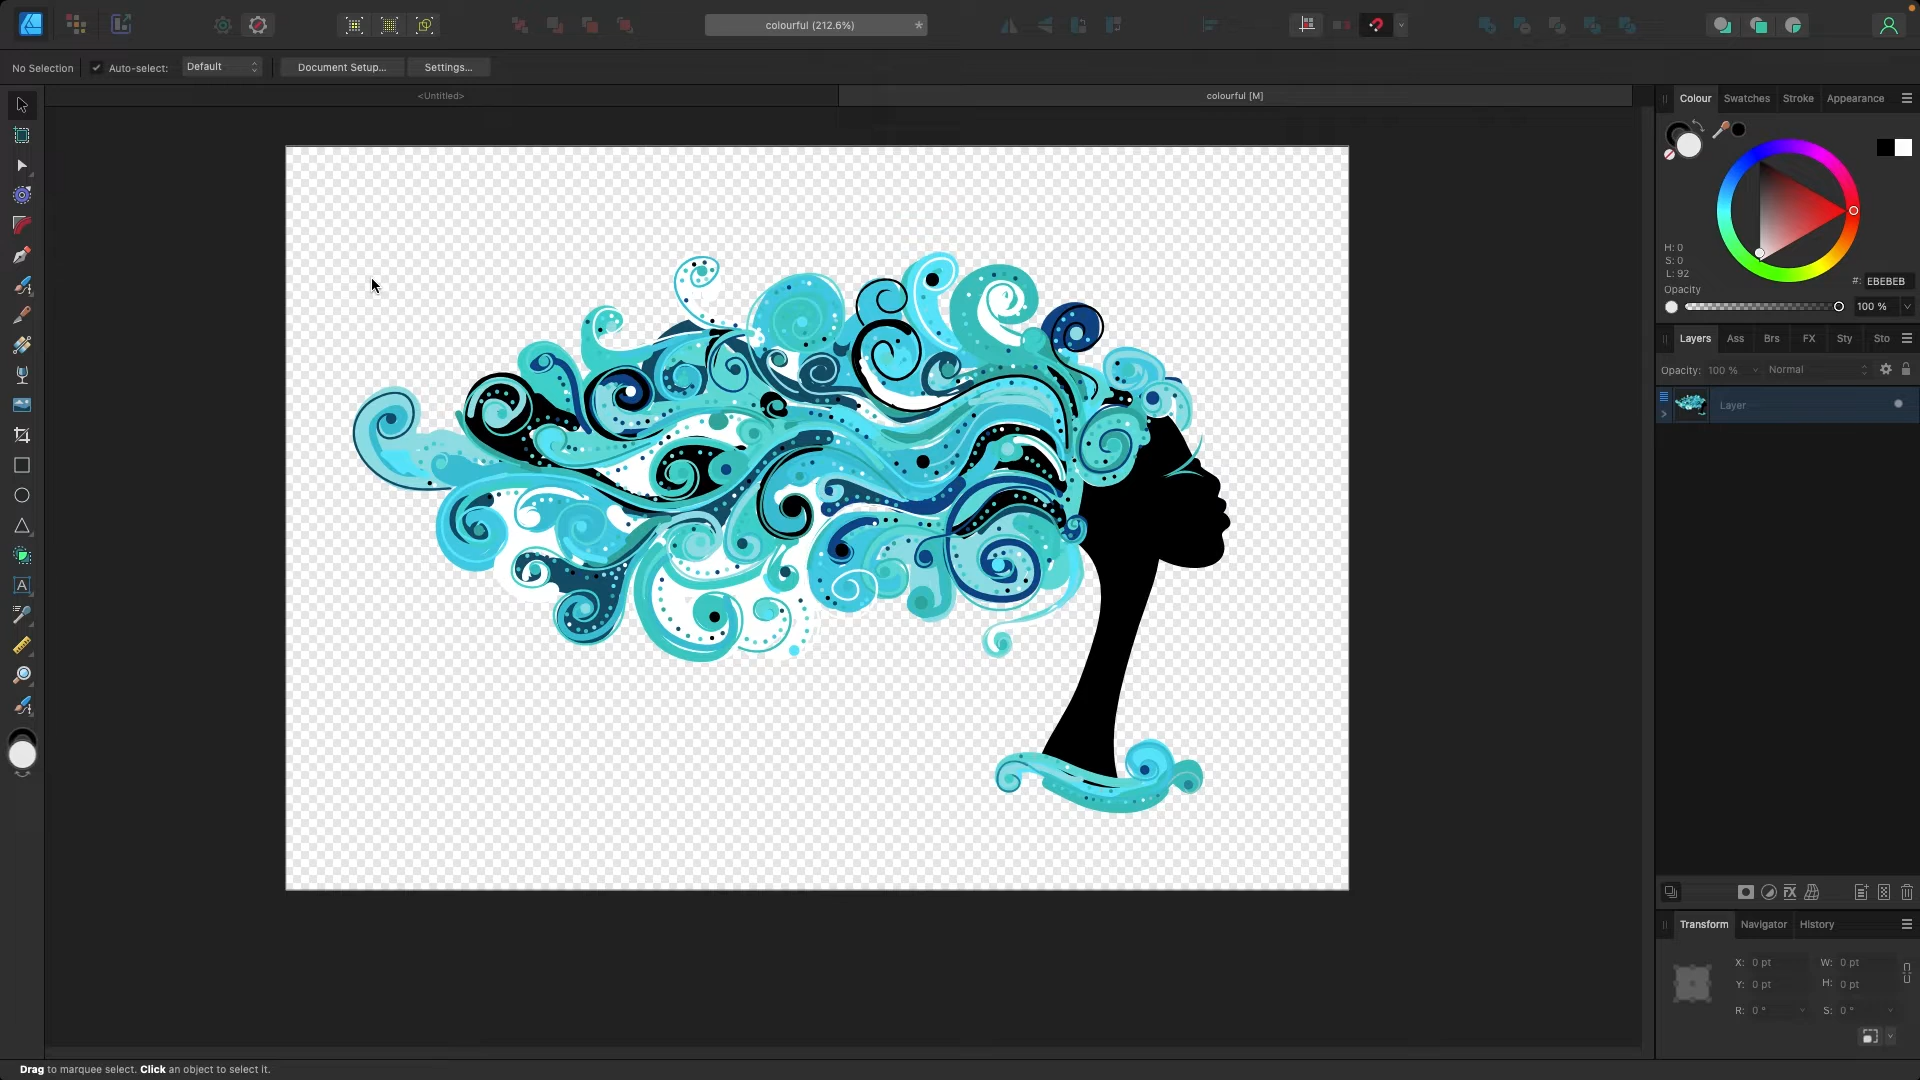 colourful (212.6%)
*
No Selection
Auto-select:
Default
Document Setup...
Settings...
<Untitled>
colourful [M]
Colour
Swatches
Stroke
Appearance
H: 0
S: 0
L: 92
#: EBEBEB
Opacity
100 %
Layers
Ass
Brs
FX
Sty
Sto
Opacity: 100 %
Normal
Layer
Transform
Navigator
History
X: 0 pt
W: 0 pt
Y: 0 pt
H: 0 pt
R: 0 °
S: 0 °
Drag to marquee select. Click an object to select it.